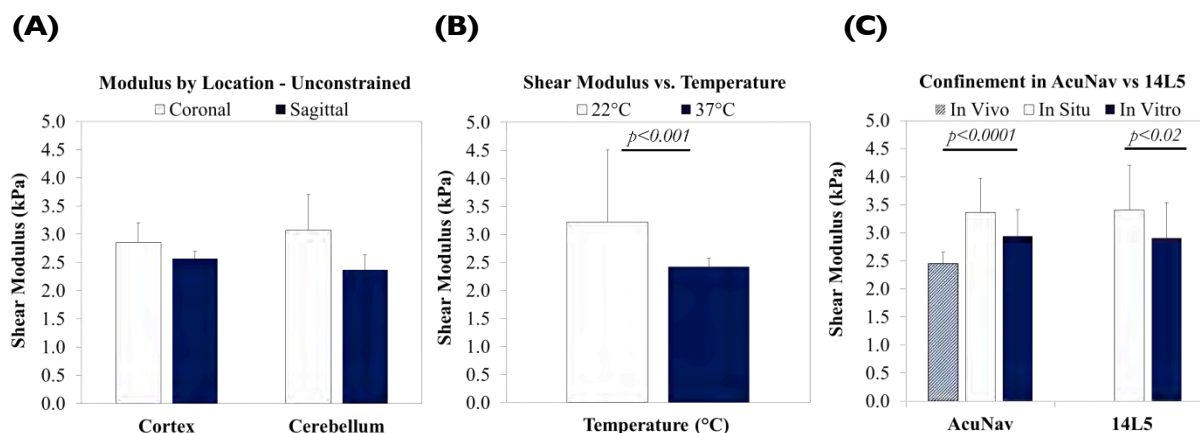 (A)
Modulus by Location - Unconstrained
Coronal Sagittal
Shear Modulus (kPa)
5.0
4.5
4.0
3.5
3.0
2.5
2.0
1.5
1.0
0.5
0.0
Cortex Cerebellum
(B)
Shear Modulus vs. Temperature
22°C 37°C
p<0.001
Shear Modulus (kPa)
5.0
4.5
4.0
3.5
3.0
2.5
2.0
1.5
1.0
0.5
0.0
Temperature (°C)
(C)
Confinement in AcuNav vs 14L5
In Vivo In Situ In Vitro
p<0.0001 p<0.02
Shear Modulus (kPa)
5.0
4.5
4.0
3.5
3.0
2.5
2.0
1.5
1.0
0.5
0.0
AcuNav 14L5